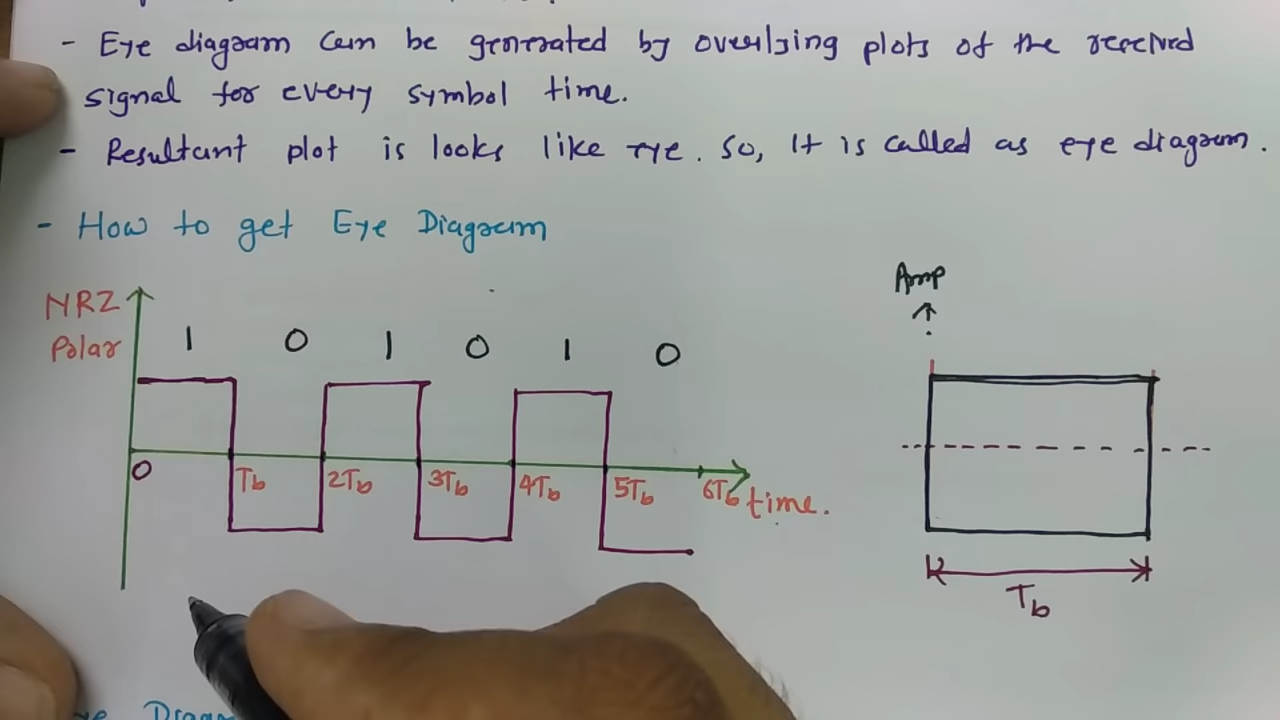 - Eye diagram can be generated by overlying plots of the received
signal for every symbol time.
- Resultant plot is looks like eye. So, It is called as eye diagram.
- How to get Eye Diagram
Amp
NRZ
Polar
1 0 1 0 1 0
0 Tb 2Tb 3Tb 4Tb 5Tb 6Tb time.
Tb